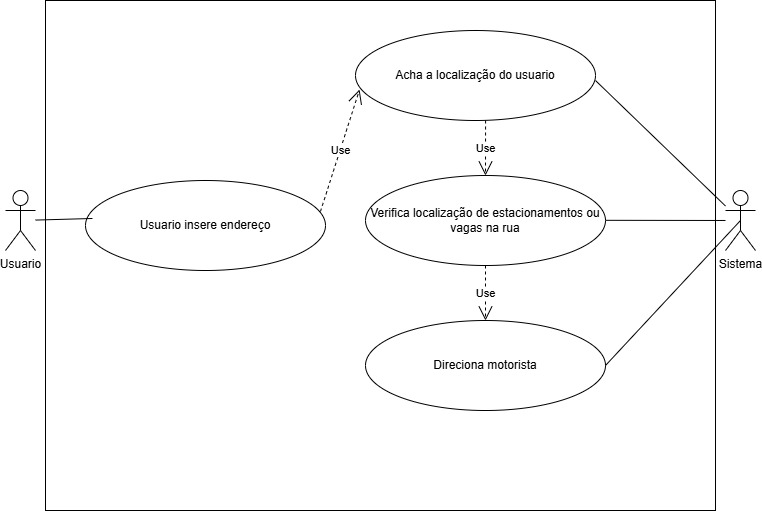 Acha a localização do usuario
Use
Use
Usuario insere endereço
Verifica localização de estacionamentos ou
vagas na rua
Usuario
Sistema
Use
Direciona motorista